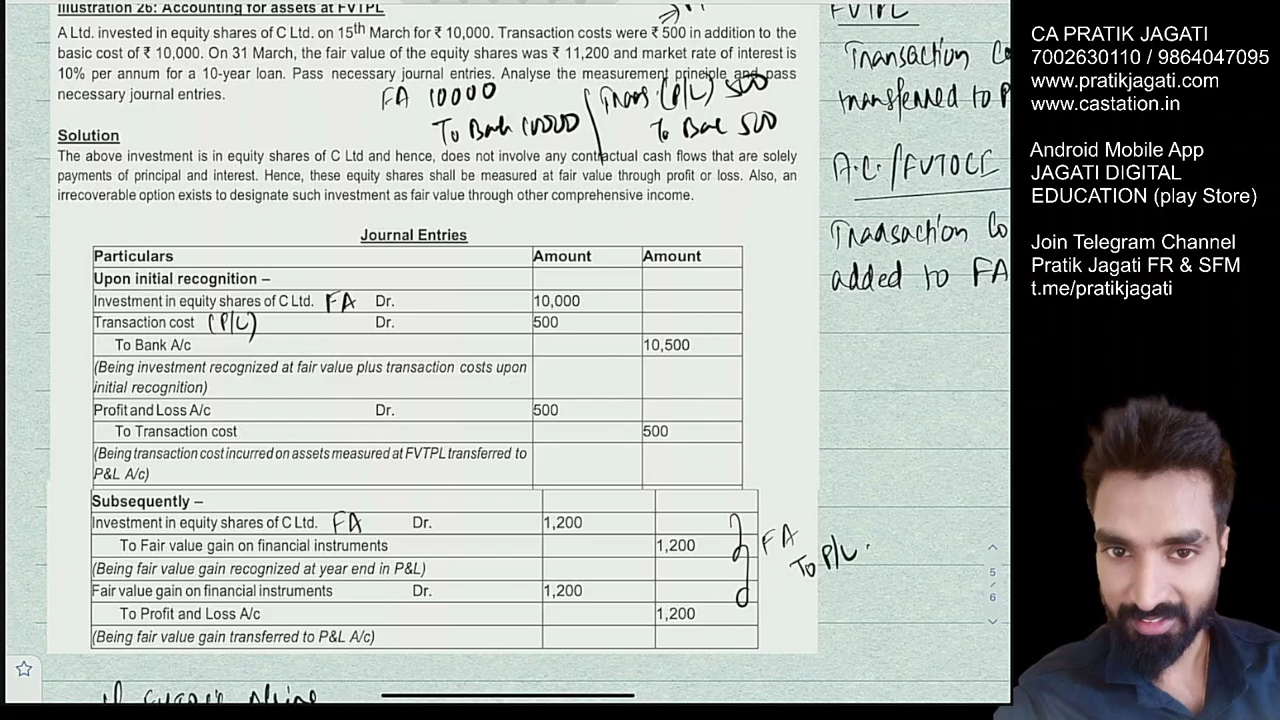 Illustration 26: Accounting for assets at FVTPL
A Ltd. invested in equity shares of C Ltd. on 15th March for ₹ 10,000. Transaction costs were ₹ 500 in addition to the
basic cost of ₹ 10,000. On 31 March, the fair value of the equity shares was ₹ 11,200 and market rate of interest is
10% per annum for a 10-year loan. Pass necessary journal entries. Analyse the measurement principle and pass
necessary journal entries.
FA 10000
To Bank 10000
Trans (P/L) 500
To Bank 500
Solution
The above investment is in equity shares of C Ltd and hence, does not involve any contractual cash flows that are solely
payments of principal and interest. Hence, these equity shares shall be measured at fair value through profit or loss. Also, an
irrecoverable option exists to designate such investment as fair value through other comprehensive income.
Journal Entries
Particulars Amount Amount
Upon initial recognition –
Investment in equity shares of C Ltd. FA Dr. 10,000
Transaction cost (P/L) Dr. 500
To Bank A/c 10,500
(Being investment recognized at fair value plus transaction costs upon
initial recognition)
Profit and Loss A/c Dr. 500
To Transaction cost 500
(Being transaction cost incurred on assets measured at FVTPL transferred to
P&L A/c)
Subsequently –
Investment in equity shares of C Ltd. FA Dr. 1,200
To Fair value gain on financial instruments 1,200
(Being fair value gain recognized at year end in P&L)
Fair value gain on financial instruments Dr. 1,200
To Profit and Loss A/c 1,200
(Being fair value gain transferred to P&L A/c)
FA
To P/L.
FVTPL
Transaction Co
transferred to P
A.C./FVTOCI
Transaction Co
added to FA
5
6
CA PRATIK JAGATI
7002630110 / 9864047095
www.pratikjagati.com
www.castation.in
Android Mobile App
JAGATI DIGITAL
EDUCATION (play Store)
Join Telegram Channel
Pratik Jagati FR & SFM
t.me/pratikjagati